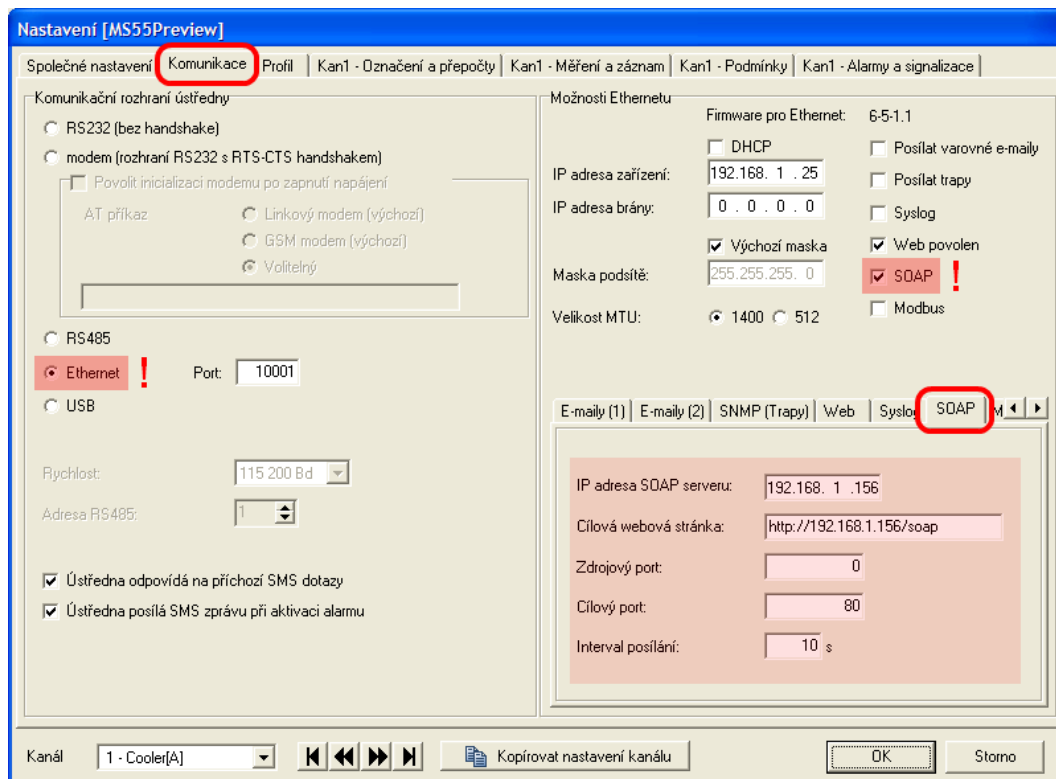 Nastavení [MS55Preview]
Společné nastavení Komunikace Profil Kan1 - Označení a přepočty Kan1 - Měření a záznam Kan1 - Podmínky Kan1 - Alarmy a signalizace
Komunikační rozhraní ústředny
RS232 (bez handshake)
modem (rozhraní RS232 s RTS-CTS handshakem)
Povolit inicializaci modemu po zapnutí napájení
AT příkaz
Linkový modem (výchozí)
GSM modem (výchozí)
Volitelný
RS485
Ethernet ! Port: 10001
USB
Rychlost: 115 200 Bd
Adresa RS485: 1
Ústředna odpovídá na příchozí SMS dotazy
Ústředna posílá SMS zprávu při aktivaci alarmu
Možnosti Ethernetu
Firmware pro Ethernet: 6-5-1.1
DHCP
IP adresa zařízení: 192.168. 1 . 25
IP adresa brány: 0 . 0 . 0 . 0
Výchozí maska
Maska podsítě: 255.255.255. 0
Velikost MTU: 1400 512
Posílat varovné e-maily
Posílat trapy
Syslog
Web povolen
SOAP !
Modbus
E-maily (1) E-maily (2) SNMP (Trapy) Web Syslog SOAP M
IP adresa SOAP serveru: 192.168. 1 .156
Cílová webová stránka: http://192.168.1.156/soap
Zdrojový port: 0
Cílový port: 80
Interval posílání: 10 s
Kanál 1 - Cooler[A] Kopírovat nastavení kanálu OK Storno